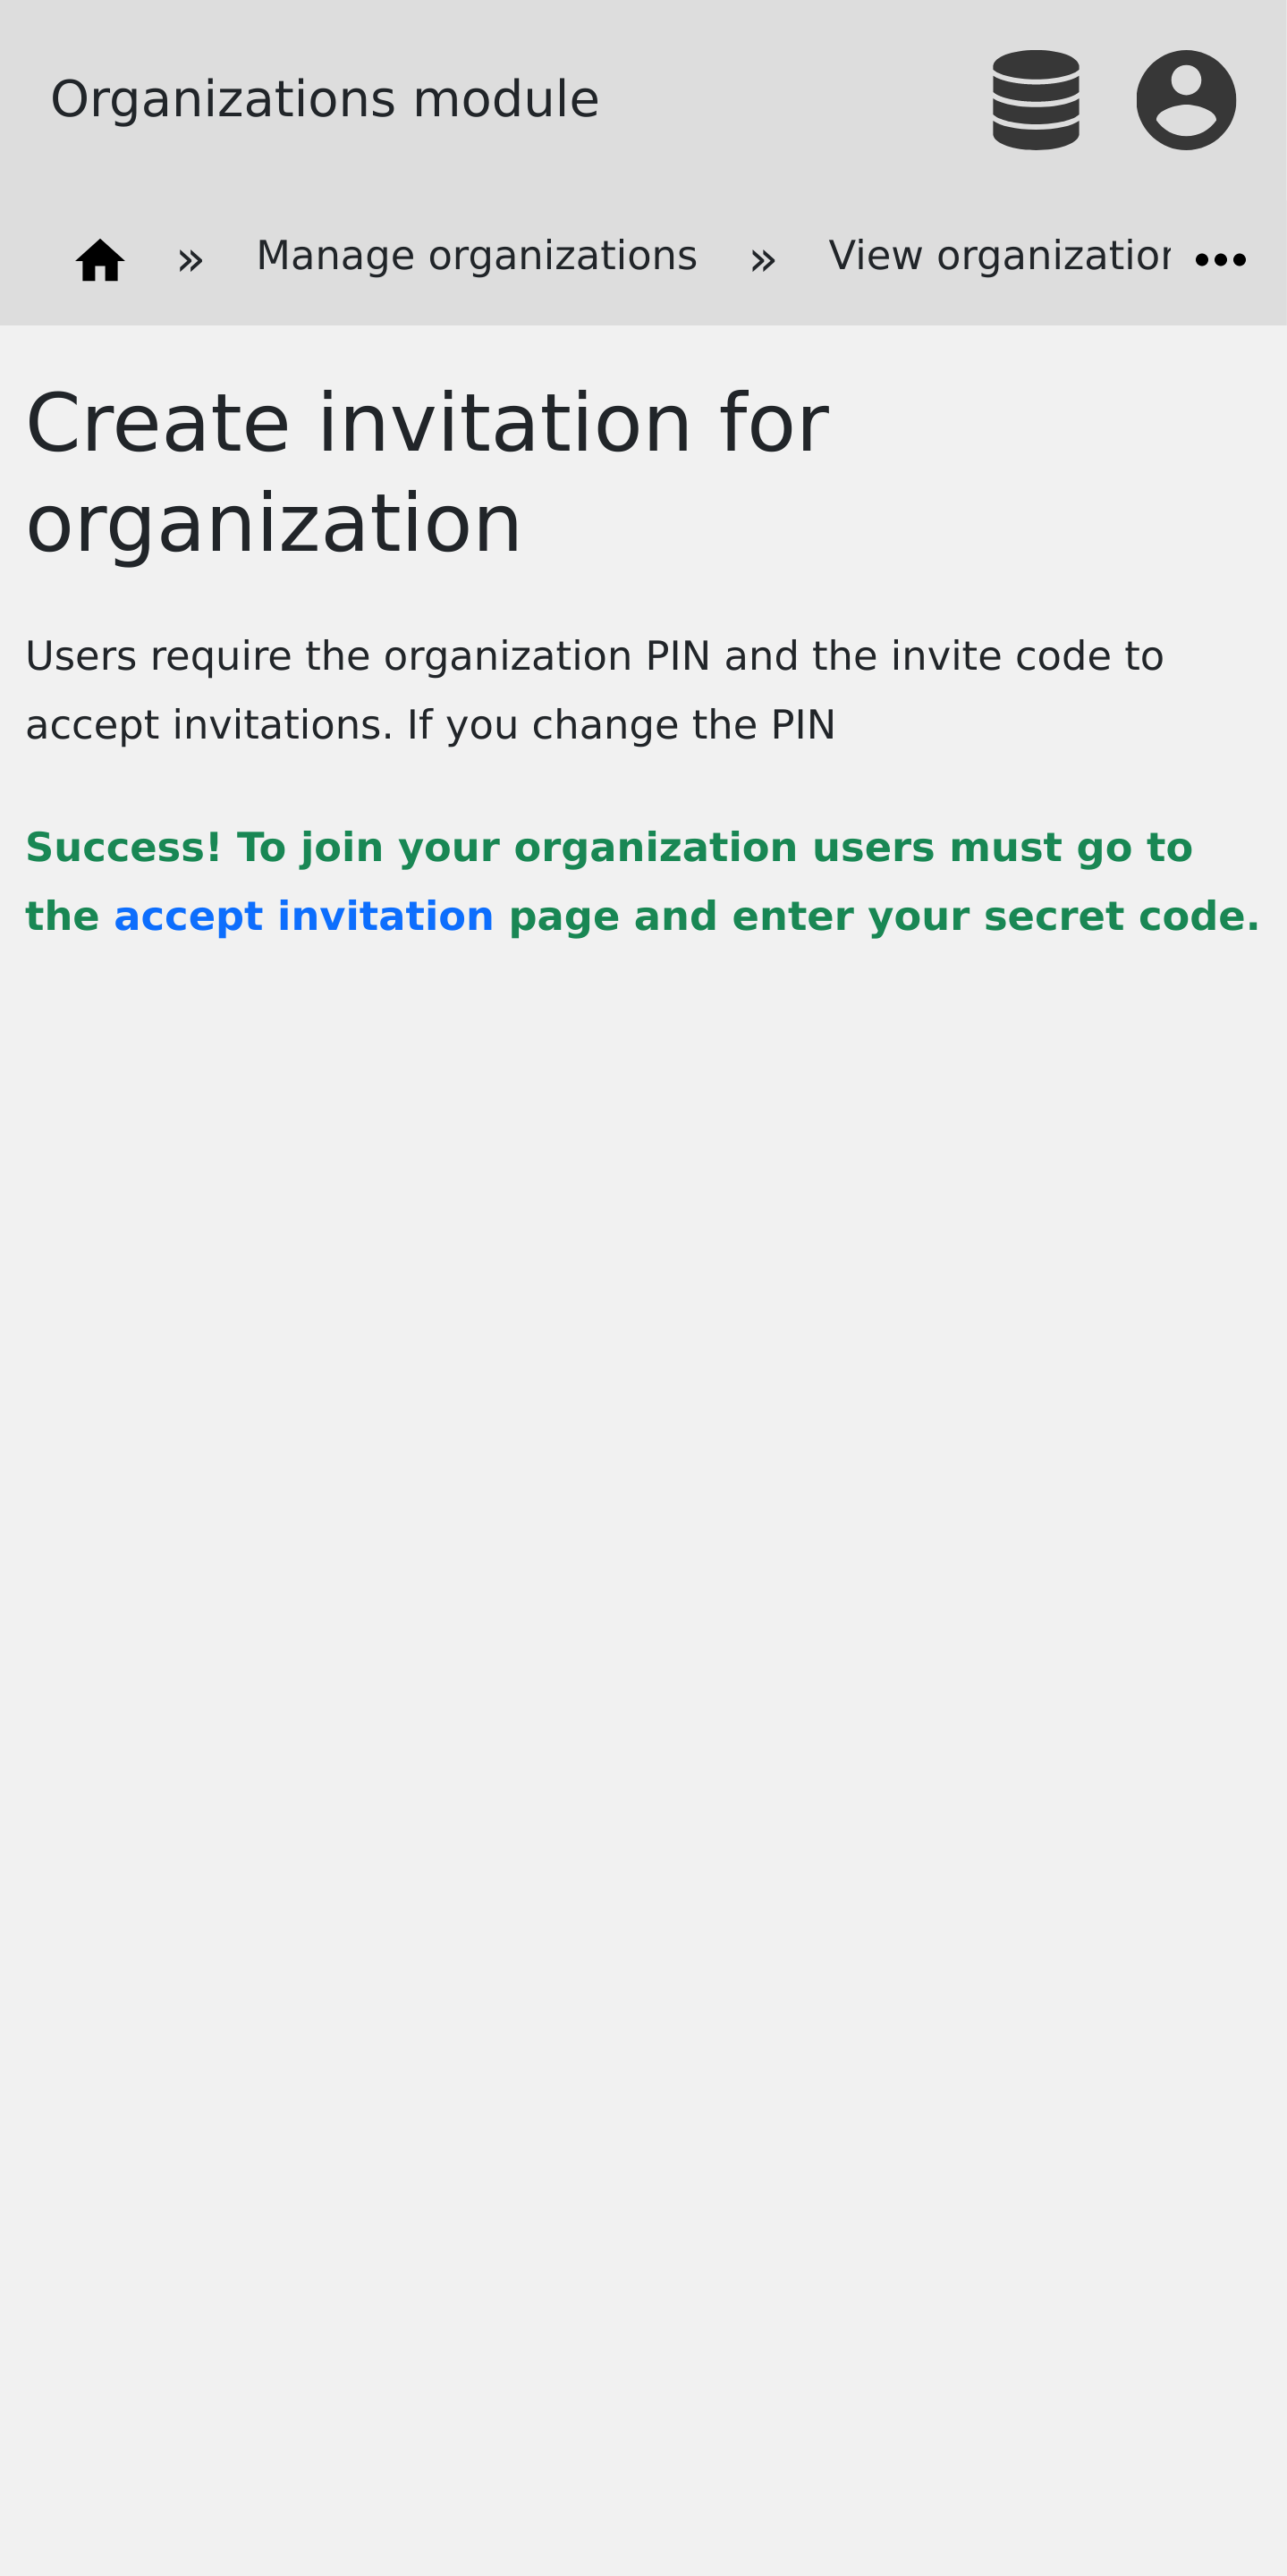 Organizations module
» Manage organizations » View organization
Create invitation for
organization
Users require the organization PIN and the invite code to
accept invitations. If you change the PIN
Success! To join your organization users must go to
the accept invitation page and enter your secret code.